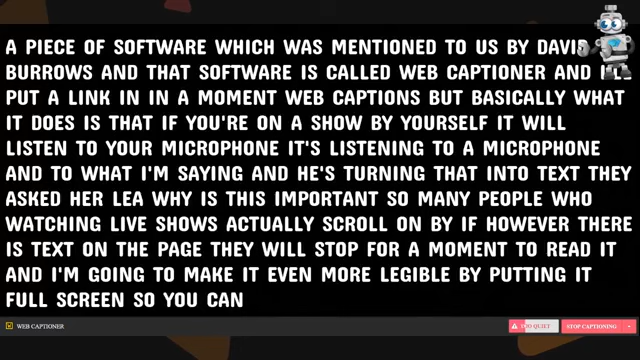 A PIECE OF SOFTWARE WHICH WAS MENTIONED TO US BY DAVID
BURROWS AND THAT SOFTWARE IS CALLED WEB CAPTIONER AND I'LL
PUT A LINK IN IN A MOMENT WEB CAPTIONS BUT BASICALLY WHAT
IT DOES IS THAT IF YOU'RE ON A SHOW BY YOURSELF IT WILL
LISTEN TO YOUR MICROPHONE IT'S LISTENING TO A MICROPHONE
AND TO WHAT I'M SAYING AND HE'S TURNING THAT INTO TEXT THEY
ASKED HER LEA WHY IS THIS IMPORTANT SO MANY PEOPLE WHO
WATCHING LIVE SHOWS ACTUALLY SCROLL ON BY IF HOWEVER THERE
IS TEXT ON THE PAGE THEY WILL STOP FOR A MOMENT TO READ IT
AND I'M GOING TO MAKE IT EVEN MORE LEGIBLE BY PUTTING IT
FULL SCREEN SO YOU CAN
WEB CAPTIONER
TOO QUIET
STOP CAPTIONING